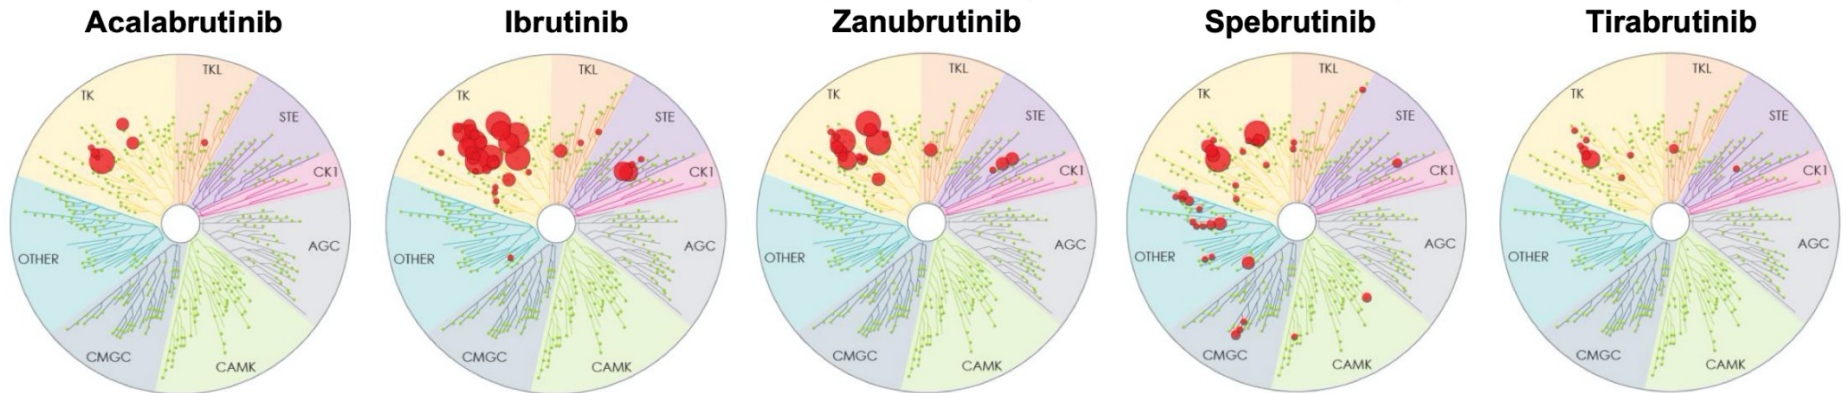 Acalabrutinib
Ibrutinib
Zanubrutinib
Spebrutinib
Tirabrutinib
TK
TKL
STE
CK1
AGC
CAMK
CMGC
OTHER
TK
TKL
STE
CK1
AGC
CAMK
CMGC
OTHER
TK
TKL
STE
CK1
AGC
CAMK
CMGC
OTHER
TK
TKL
STE
CK1
AGC
CAMK
CMGC
OTHER
TK
TKL
STE
CK1
AGC
CAMK
CMGC
OTHER